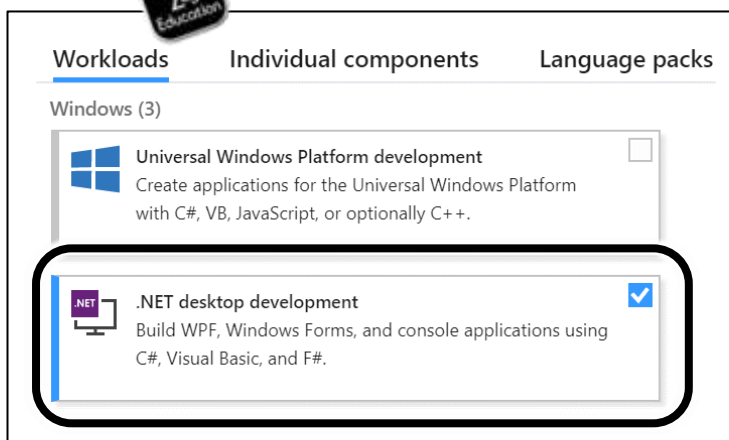 Education
Workloads Individual components Language packs
Windows (3)
Universal Windows Platform development
Create applications for the Universal Windows Platform
with C#, VB, JavaScript, or optionally C++.
.NET
.NET desktop development
Build WPF, Windows Forms, and console applications using
C#, Visual Basic, and F#.